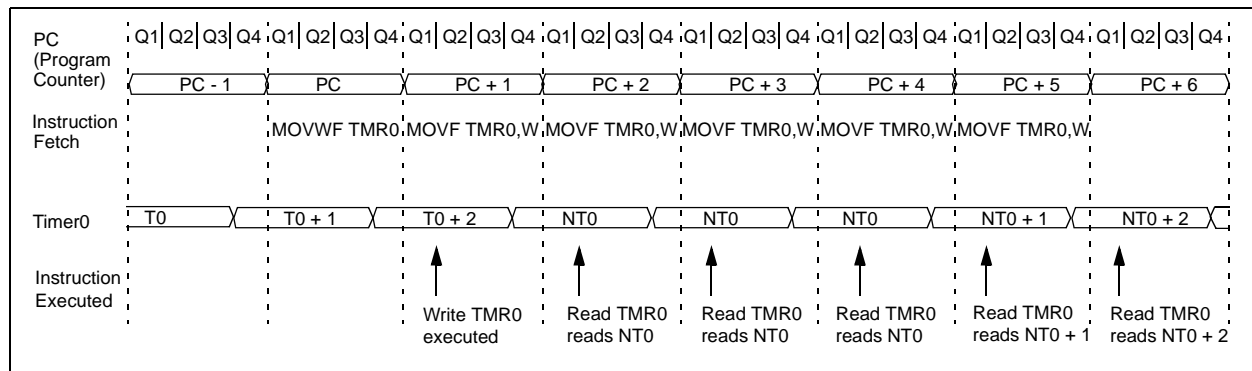 PC (Program Counter)
Q1 Q2 Q3 Q4 Q1 Q2 Q3 Q4 Q1 Q2 Q3 Q4 Q1 Q2 Q3 Q4 Q1 Q2 Q3 Q4 Q1 Q2 Q3 Q4 Q1 Q2 Q3 Q4 Q1 Q2 Q3 Q4
PC - 1 PC PC + 1 PC + 2 PC + 3 PC + 4 PC + 5 PC + 6
Instruction
Fetch
MOVWF TMR0 MOVF TMR0,W MOVF TMR0,W MOVF TMR0,W MOVF TMR0,W MOVF TMR0,W
Timer0
T0 T0 + 1 T0 + 2 NT0 NT0 NT0 NT0 + 1 NT0 + 2
Instruction
Executed
Write TMR0
executed
Read TMR0
reads NT0
Read TMR0
reads NT0
Read TMR0
reads NT0
Read TMR0
reads NT0 + 1
Read TMR0
reads NT0 + 2